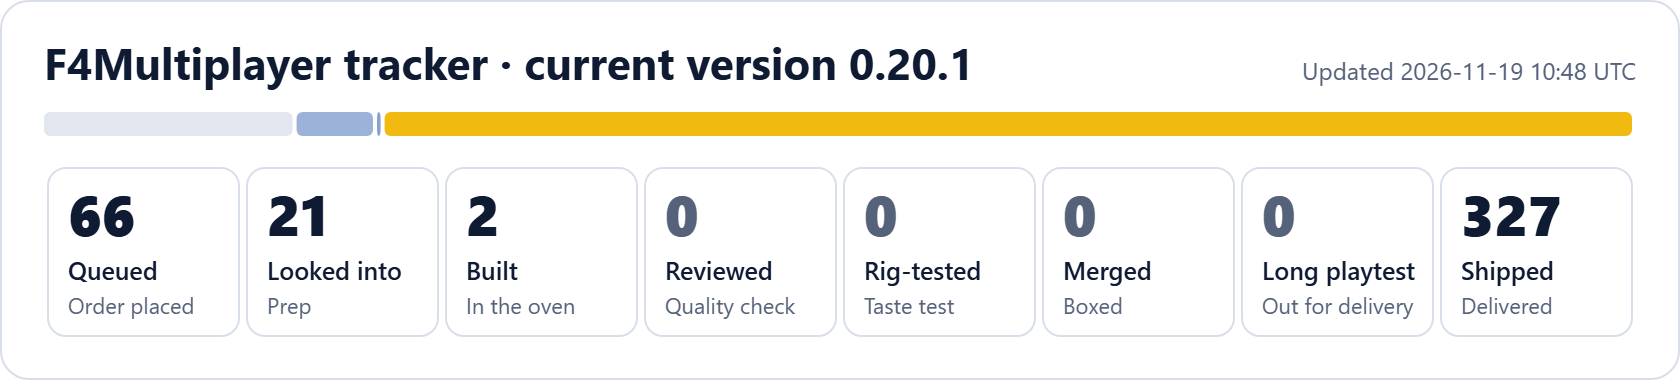 F4Multiplayer tracker · current version 0.20.1
Updated 2026-11-19 10:48 UTC
66
Queued
Order placed
21
Looked into
Prep
2
Built
In the oven
0
Reviewed
Quality check
0
Rig-tested
Taste test
0
Merged
Boxed
0
Long playtest
Out for delivery
327
Shipped
Delivered